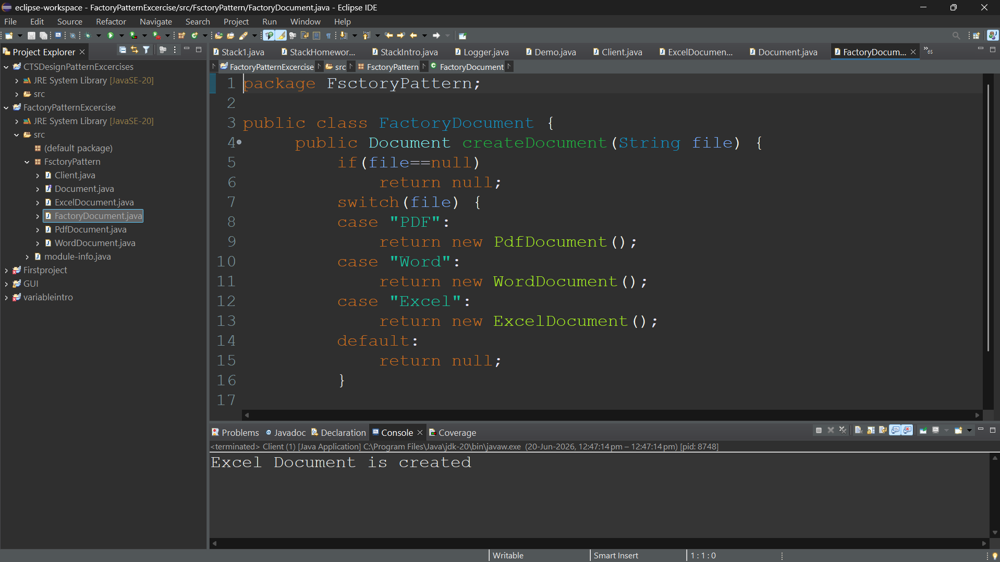 eclipse-workspace - FactoryPatternExcercise/src/FsctoryPattern/FactoryDocument.java - Eclipse IDE
File Edit Source Refactor Navigate Search Project Run Window Help
Project Explorer
CTSDesignPatternExcercises
JRE System Library [JavaSE-20]
src
FactoryPatternExcercise
JRE System Library [JavaSE-20]
src
(default package)
FsctoryPattern
Client.java
Document.java
ExcelDocument.java
FactoryDocument.java
PdfDocument.java
WordDocument.java
module-info.java
Firstproject
GUI
variableintro
Stack1.java StackHomewor... StackIntro.java Logger.java Demo.java Client.java ExcelDocumen... Document.java FactoryDocum... »65
FactoryPatternExcercise src FsctoryPattern FactoryDocument
1 package FsctoryPattern;
2
3 public class FactoryDocument {
4 public Document createDocument(String file) {
5 if(file==null)
6 return null;
7 switch(file) {
8 case "PDF":
9 return new PdfDocument();
10 case "Word":
11 return new WordDocument();
12 case "Excel":
13 return new ExcelDocument();
14 default:
15 return null;
16 }
17
Problems Javadoc Declaration Console Coverage
<terminated> Client (1) [Java Application] C:\Program Files\Java\jdk-20\bin\javaw.exe (20-Jun-2026, 12:47:14 pm – 12:47:14 pm) [pid: 8748]
Excel Document is created
Writable Smart Insert 1 : 1 : 0